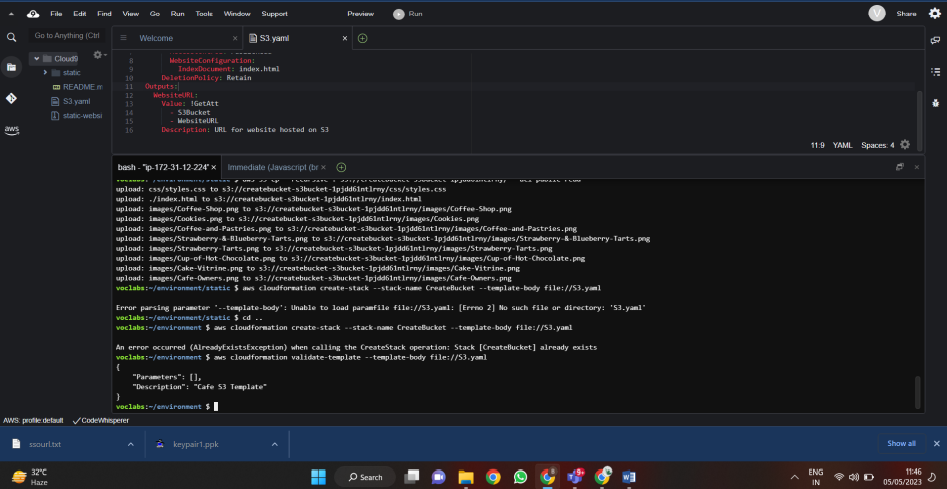 File Edit Find View Go Run Tools Window Support Preview Run V Share
Go to Anything (Ctrl
Welcome × S3.yaml ×
Cloud9
static
README.m
S3.yaml
static-websi
aws
8 WebsiteConfiguration:
9 IndexDocument: index.html
10 DeletionPolicy: Retain
11 Outputs:
12 WebsiteURL:
13 Value: !GetAtt
14 - S3Bucket
15 - WebsiteURL
16 Description: URL for website hosted on S3
11:9 YAML Spaces: 4
bash - "ip-172-31-12-224" × Immediate (Javascript (br ×
upload: css/styles.css to s3://createbucket-s3bucket-1pjdd61ntlrny/css/styles.css
upload: ./index.html to s3://createbucket-s3bucket-1pjdd61ntlrny/index.html
upload: images/Coffee-Shop.png to s3://createbucket-s3bucket-1pjdd61ntlrny/images/Coffee-Shop.png
upload: images/Cookies.png to s3://createbucket-s3bucket-1pjdd61ntlrny/images/Cookies.png
upload: images/Coffee-and-Pastries.png to s3://createbucket-s3bucket-1pjdd61ntlrny/images/Coffee-and-Pastries.png
upload: images/Strawberry-&-Blueberry-Tarts.png to s3://createbucket-s3bucket-1pjdd61ntlrny/images/Strawberry-&-Blueberry-Tarts.png
upload: images/Strawberry-Tarts.png to s3://createbucket-s3bucket-1pjdd61ntlrny/images/Strawberry-Tarts.png
upload: images/Cup-of-Hot-Chocolate.png to s3://createbucket-s3bucket-1pjdd61ntlrny/images/Cup-of-Hot-Chocolate.png
upload: images/Cake-Vitrine.png to s3://createbucket-s3bucket-1pjdd61ntlrny/images/Cake-Vitrine.png
upload: images/Cafe-Owners.png to s3://createbucket-s3bucket-1pjdd61ntlrny/images/Cafe-Owners.png
voclabs:~/environment/static $ aws cloudformation create-stack --stack-name CreateBucket --template-body file://S3.yaml
Error parsing parameter '--template-body': Unable to load paramfile file://S3.yaml: [Errno 2] No such file or directory: 'S3.yaml'
voclabs:~/environment/static $ cd ..
voclabs:~/environment $ aws cloudformation create-stack --stack-name CreateBucket --template-body file://S3.yaml
An error occurred (AlreadyExistsException) when calling the CreateStack operation: Stack [CreateBucket] already exists
voclabs:~/environment $ aws cloudformation validate-template --template-body file://S3.yaml
{
"Parameters": [],
"Description": "Cafe S3 Template"
}
voclabs:~/environment $
AWS: profile:default CodeWhisperer
ssourl.txt keypair1.ppk Show all ×
32°C
Haze
Search
ENG
IN
11:46
05/05/2023